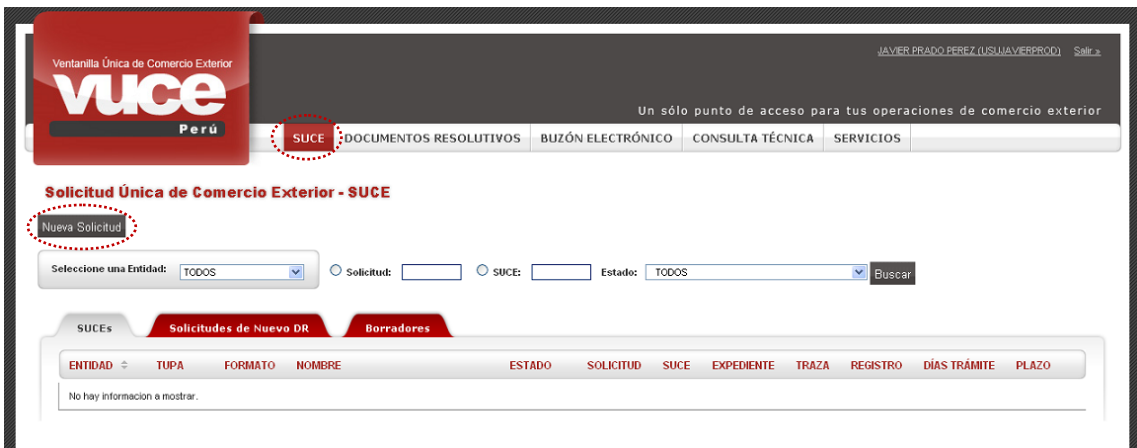 JAVIER PRADO PEREZ (USUJAVIERPROD) Salir »
Ventanilla Única de Comercio Exterior
vuce
Perú
Un sólo punto de acceso para tus operaciones de comercio exterior
SUCE DOCUMENTOS RESOLUTIVOS BUZÓN ELECTRÓNICO CONSULTA TÉCNICA SERVICIOS
Solicitud Única de Comercio Exterior - SUCE
Nueva Solicitud
Seleccione una Entidad: TODOS Solicitud: SUCE: Estado: TODOS Buscar
SUCEs Solicitudes de Nuevo DR Borradores
ENTIDAD TUPA FORMATO NOMBRE ESTADO SOLICITUD SUCE EXPEDIENTE TRAZA REGISTRO DÍAS TRÁMITE PLAZO
No hay informacion a mostrar.